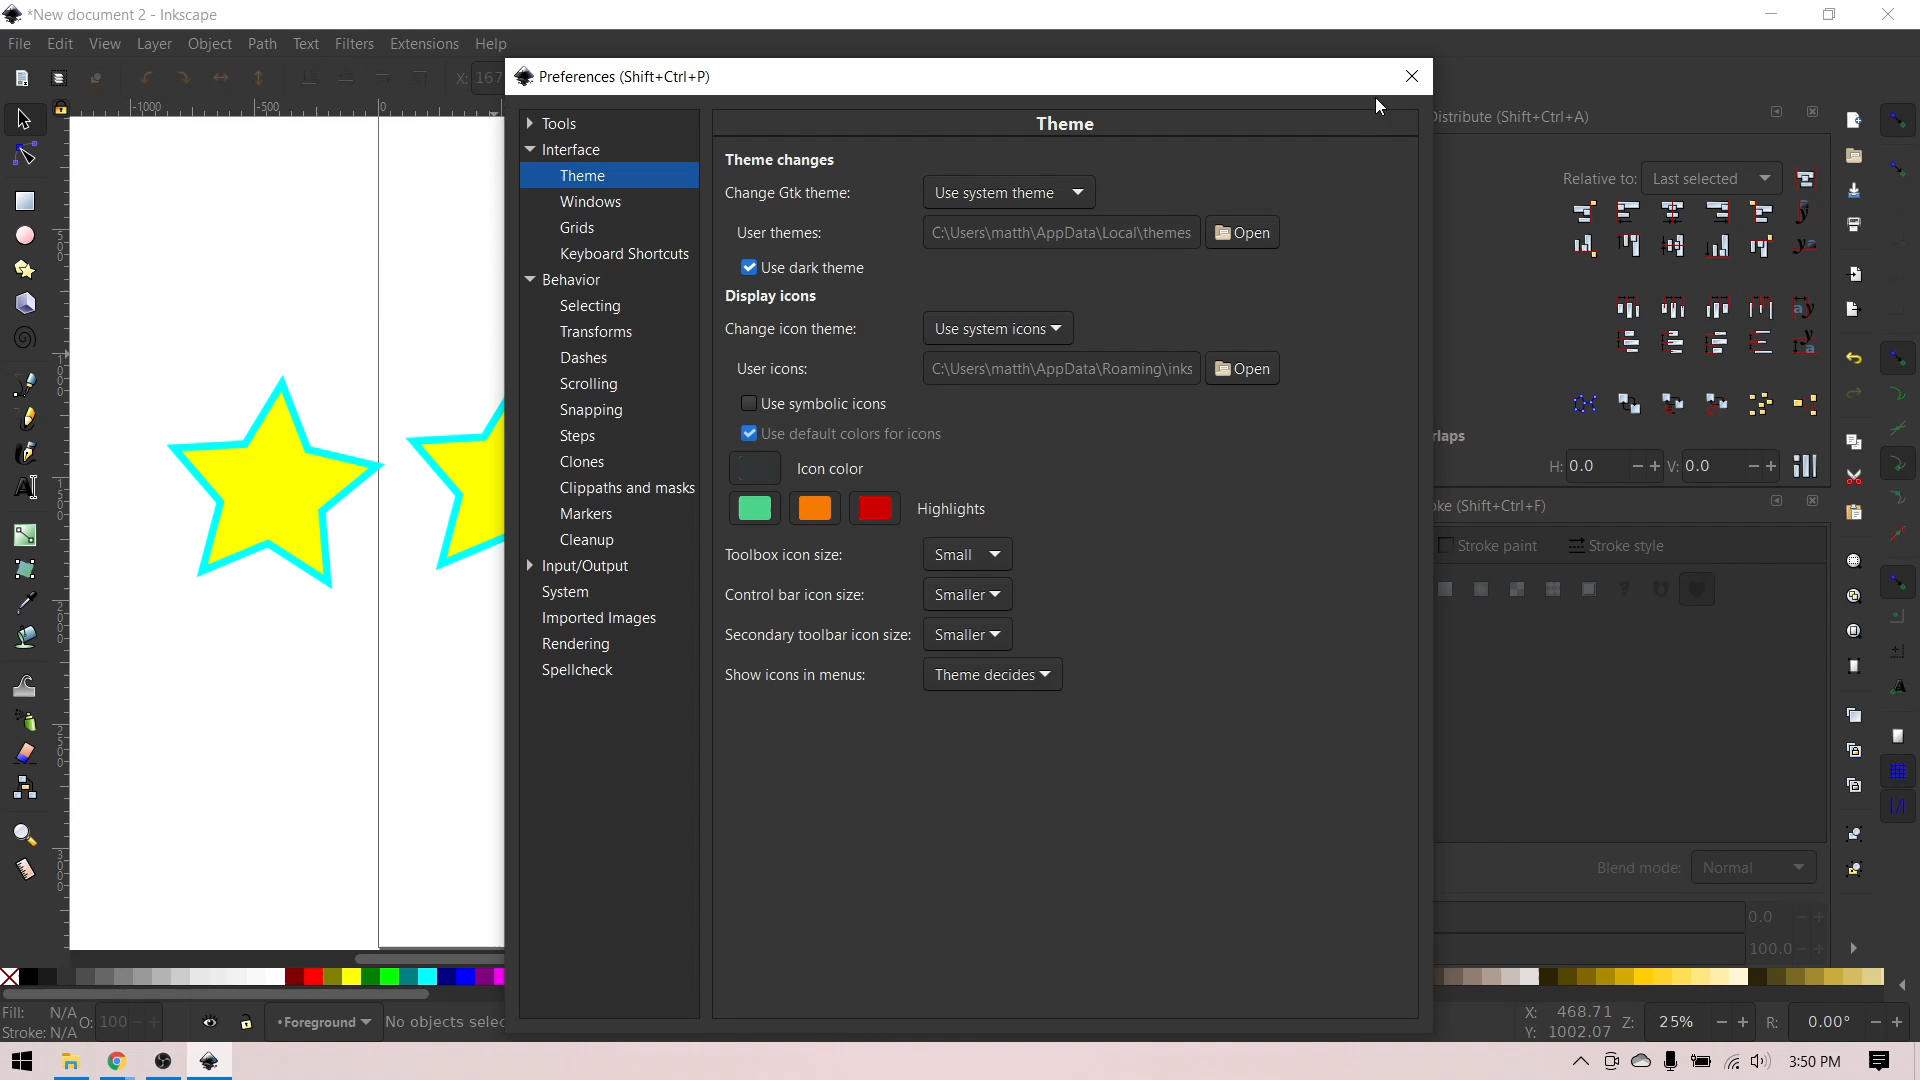 *New document 2 - Inkscape
File Edit View Layer Object Path Text Filters Extensions Help
X: 167
Preferences (Shift+Ctrl+P)
-1000 -500 0
Tools
Interface
Theme
Windows
Grids
Keyboard Shortcuts
Behavior
Selecting
Transforms
Dashes
Scrolling
Snapping
Steps
Clones
Clippaths and masks
Markers
Cleanup
Input/Output
System
Imported Images
Rendering
Spellcheck
Theme
Theme changes
Change Gtk theme: Use system theme
User themes: C:\Users\matth\AppData\Local\themes Open
Use dark theme
Display icons
Change icon theme: Use system icons
User icons: C:\Users\matth\AppData\Roaming\inks Open
Use symbolic icons
Use default colors for icons
Icon color
Highlights
Toolbox icon size: Small
Control bar icon size: Smaller
Secondary toolbar icon size: Smaller
Show icons in menus: Theme decides
Distribute (Shift+Ctrl+A)
Relative to: Last selected
laps
H: 0.0 V: 0.0
ke (Shift+Ctrl+F)
Stroke paint Stroke style
Blend mode: Normal
0.0
100.0
500
1000
1500
2000
2500
3000
Fill: N/A
Stroke: N/A
O: 100
•Foreground
No objects selec
X: 468.71
Y: 1002.07
Z: 25%
R: 0.00°
3:50 PM